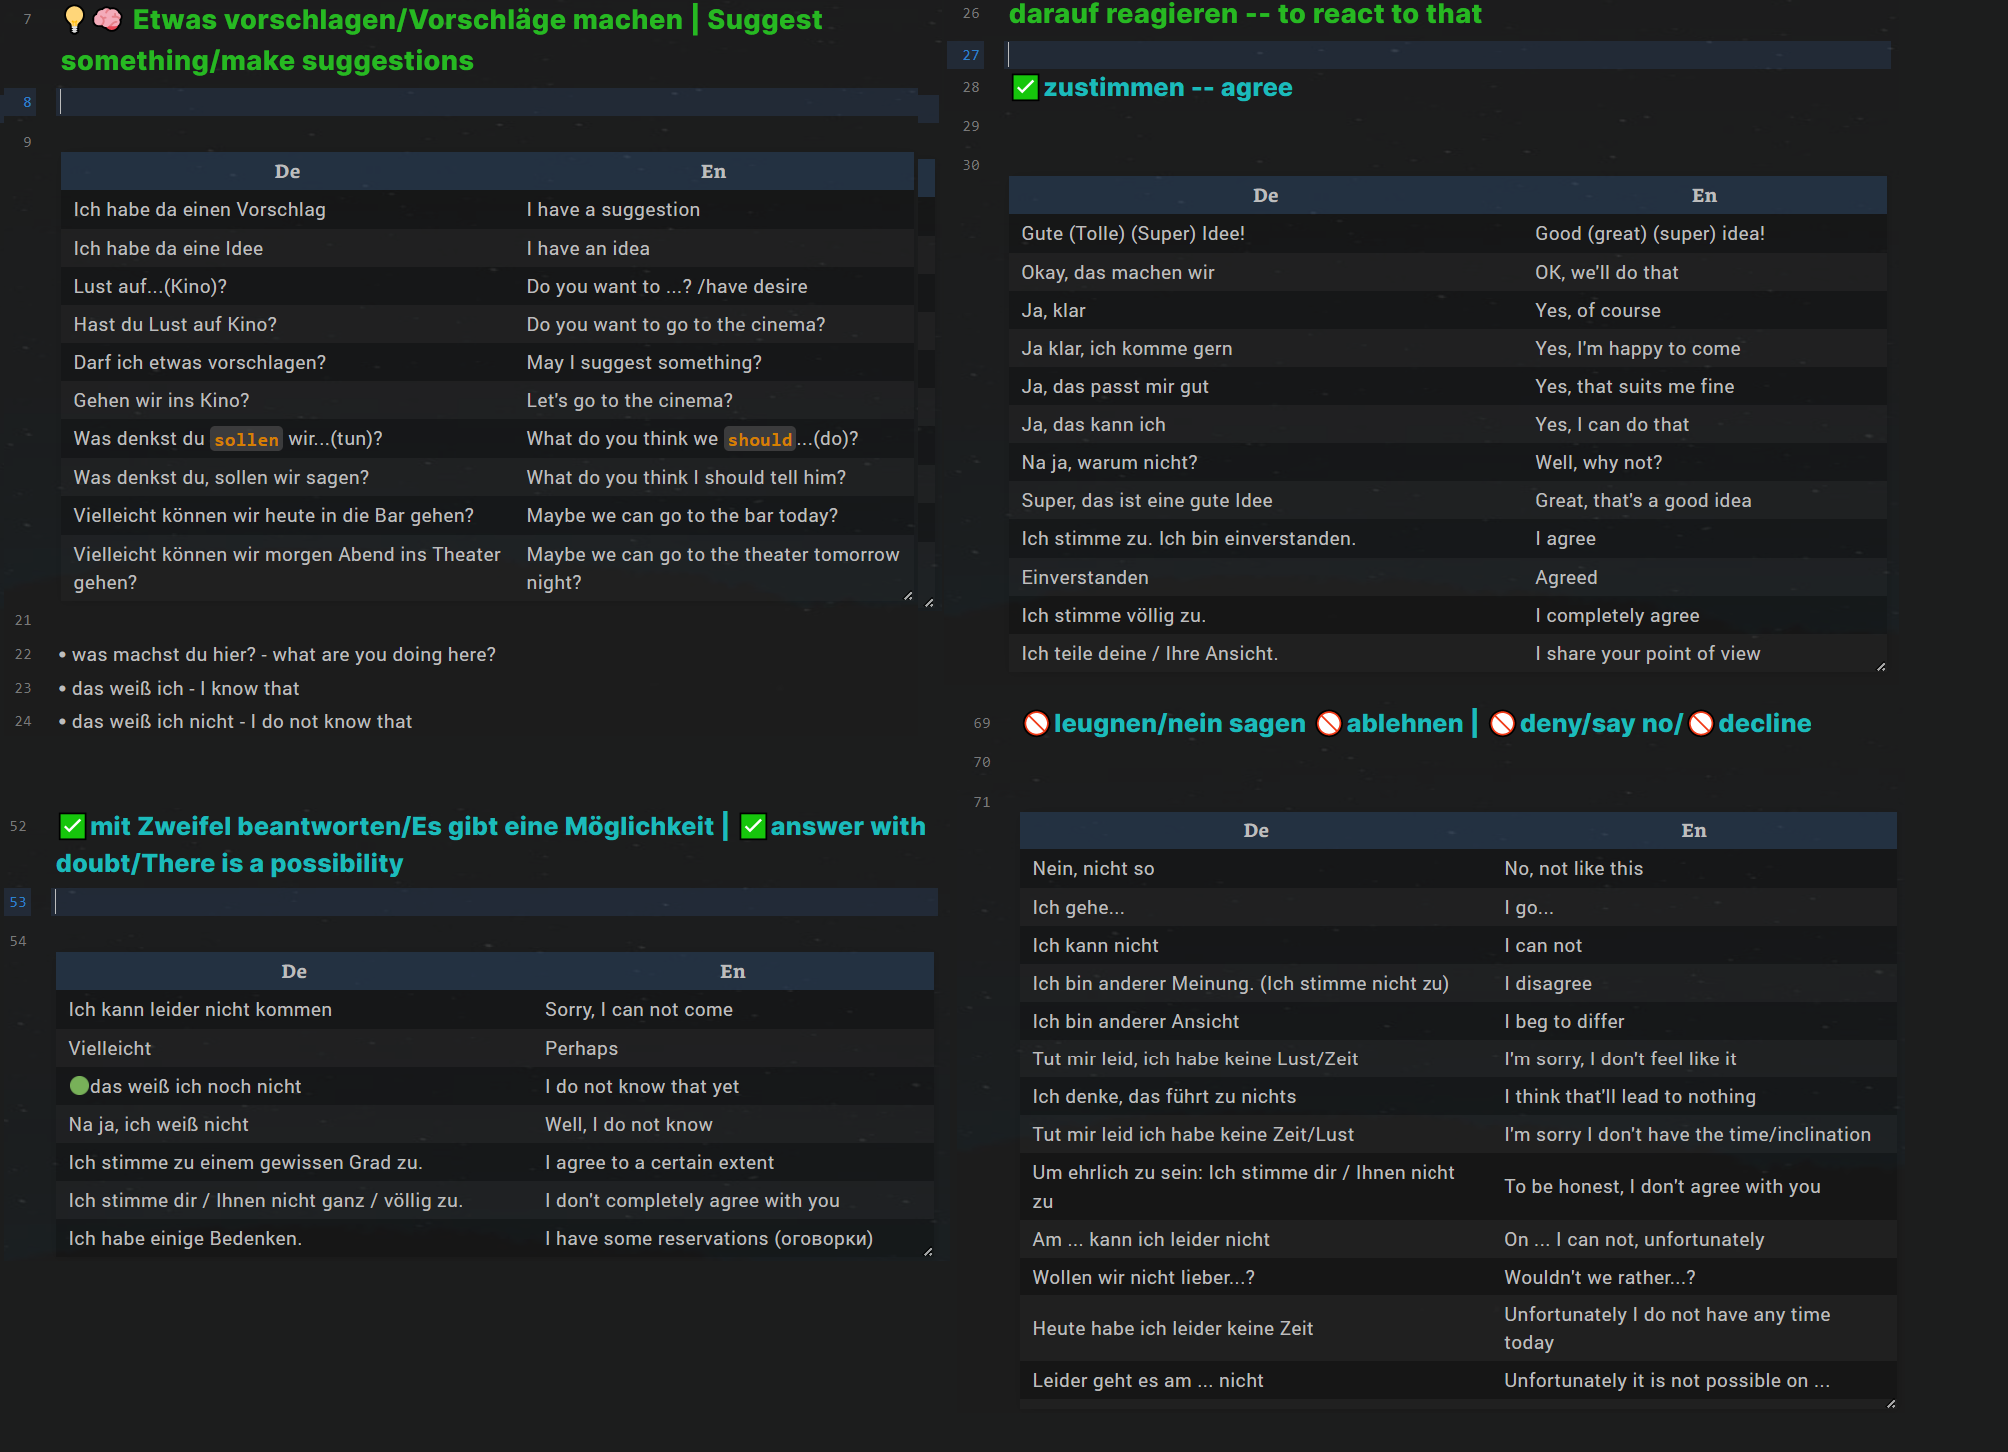 7 💡🧠 Etwas vorschlagen/Vorschläge machen | Suggest
something/make suggestions
8
9
De En
Ich habe da einen Vorschlag I have a suggestion
Ich habe da eine Idee I have an idea
Lust auf...(Kino)? Do you want to ...? /have desire
Hast du Lust auf Kino? Do you want to go to the cinema?
Darf ich etwas vorschlagen? May I suggest something?
Gehen wir ins Kino? Let's go to the cinema?
Was denkst du sollen wir...(tun)? What do you think we should...(do)?
Was denkst du, sollen wir sagen? What do you think I should tell him?
Vielleicht können wir heute in die Bar gehen? Maybe we can go to the bar today?
Vielleicht können wir morgen Abend ins Theater Maybe we can go to the theater tomorrow
gehen? night?
21
22 • was machst du hier? - what are you doing here?
23 • das weiß ich - I know that
24 • das weiß ich nicht - I do not know that
52 ✅mit Zweifel beantworten/Es gibt eine Möglichkeit | ✅answer with
doubt/There is a possibility
53
54
De En
Ich kann leider nicht kommen Sorry, I can not come
Vielleicht Perhaps
🟢das weiß ich noch nicht I do not know that yet
Na ja, ich weiß nicht Well, I do not know
Ich stimme zu einem gewissen Grad zu. I agree to a certain extent
Ich stimme dir / Ihnen nicht ganz / völlig zu. I don't completely agree with you
Ich habe einige Bedenken. I have some reservations (оговорки)
26 darauf reagieren -- to react to that
27
28 ✅zustimmen -- agree
29
30
De En
Gute (Tolle) (Super) Idee! Good (great) (super) idea!
Okay, das machen wir OK, we'll do that
Ja, klar Yes, of course
Ja klar, ich komme gern Yes, I'm happy to come
Ja, das passt mir gut Yes, that suits me fine
Ja, das kann ich Yes, I can do that
Na ja, warum nicht? Well, why not?
Super, das ist eine gute Idee Great, that's a good idea
Ich stimme zu. Ich bin einverstanden. I agree
Einverstanden Agreed
Ich stimme völlig zu. I completely agree
Ich teile deine / Ihre Ansicht. I share your point of view
69 🚫leugnen/nein sagen 🚫ablehnen | 🚫deny/say no/🚫decline
70
71
De En
Nein, nicht so No, not like this
Ich gehe... I go...
Ich kann nicht I can not
Ich bin anderer Meinung. (Ich stimme nicht zu) I disagree
Ich bin anderer Ansicht I beg to differ
Tut mir leid, ich habe keine Lust/Zeit I'm sorry, I don't feel like it
Ich denke, das führt zu nichts I think that'll lead to nothing
Tut mir leid ich habe keine Zeit/Lust I'm sorry I don't have the time/inclination
Um ehrlich zu sein: Ich stimme dir / Ihnen nicht
zu To be honest, I don't agree with you
Am ... kann ich leider nicht On ... I can not, unfortunately
Wollen wir nicht lieber...? Wouldn't we rather...?
Heute habe ich leider keine Zeit Unfortunately I do not have any time
today
Leider geht es am ... nicht Unfortunately it is not possible on ...